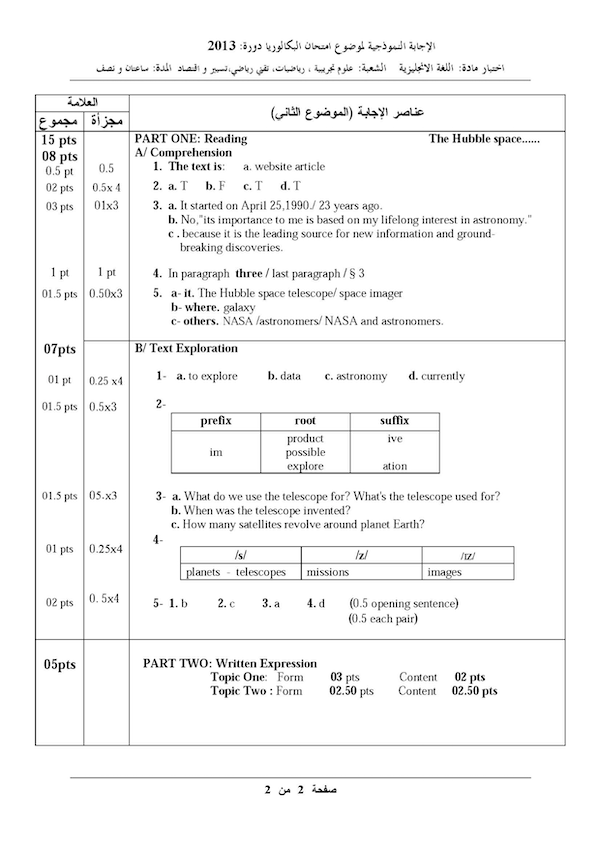 الإجابة النموذجية لموضوع امتحان البكالوريا دورة: 2013
اختبار مادة: اللغة الانجليزية الشعبة: علوم تجريبية ، رياضيات، تقني رياضي،تسيير و اقتصاد المدة: ساعتان و نصف
العلامة
عناصر الإجابة (الموضوع الثاني)
مجزأة مجموع
15 pts PART ONE: Reading The Hubble space......
08 pts A/ Comprehension
0.5 pt 0.5 1. The text is: a. website article
02 pts 0.5x 4 2. a. T b. F c. T d. T
03 pts 01x3 3. a. It started on April 25,1990./ 23 years ago.
b. No,"its importance to me is based on my lifelong interest in astronomy."
c . because it is the leading source for new information and ground-
breaking discoveries.
1 pt 1 pt 4. In paragraph three / last paragraph / § 3
01.5 pts 0.50x3 5. a- it. The Hubble space telescope/ space imager
b- where. galaxy
c- others. NASA /astronomers/ NASA and astronomers.
07pts B/ Text Exploration
01 pt 0.25 x4 1- a. to explore b. data c. astronomy d. currently
01.5 pts 0.5x3 2-
prefix root suffix
product ive
im possible
explore ation
01.5 pts 05.x3 3- a. What do we use the telescope for? What's the telescope used for?
b. When was the telescope invented?
c. How many satellites revolve around planet Earth?
4-
01 pts 0.25x4 /s/ /z/ /ɪz/
planets - telescopes missions images
02 pts 0. 5x4 5- 1. b 2. c 3. a 4. d (0.5 opening sentence)
(0.5 each pair)
05pts PART TWO: Written Expression
Topic One: Form 03 pts Content 02 pts
Topic Two : Form 02.50 pts Content 02.50 pts
صفحة 2 من 2